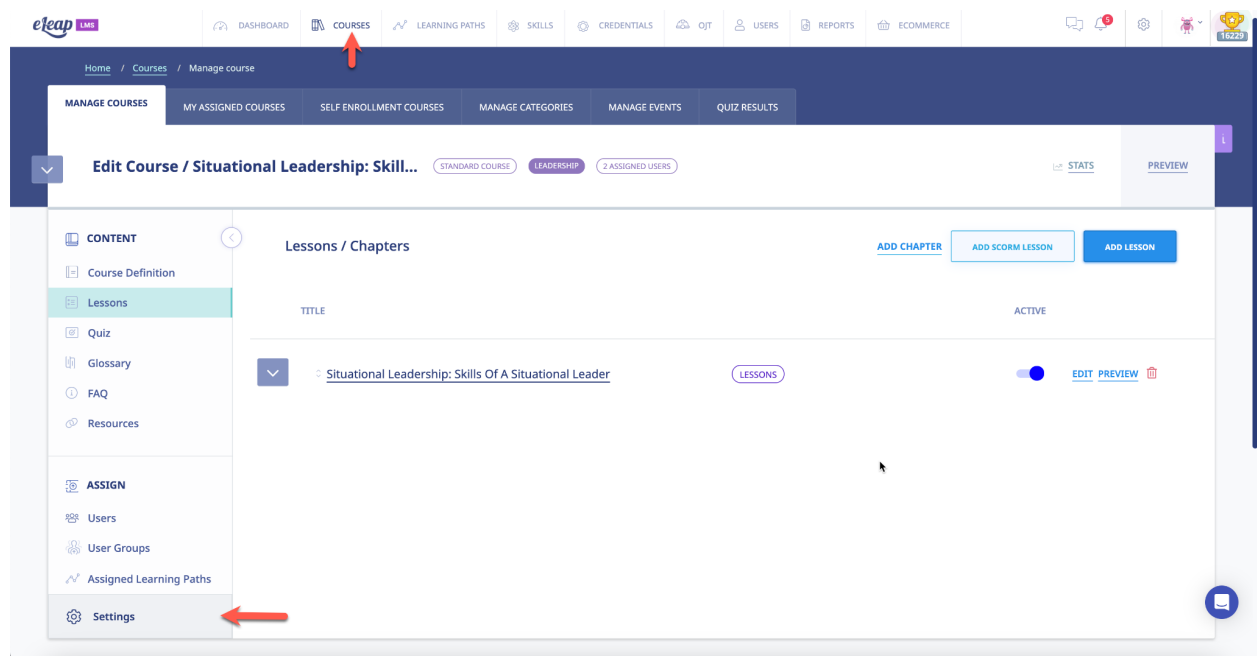 eLeap LMS
DASHBOARD COURSES LEARNING PATHS SKILLS CREDENTIALS OJT USERS REPORTS ECOMMERCE 5 16229
Home / Courses / Manage course
MANAGE COURSES MY ASSIGNED COURSES SELF ENROLLMENT COURSES MANAGE CATEGORIES MANAGE EVENTS QUIZ RESULTS
i
Edit Course / Situational Leadership: Skill... STANDARD COURSE LEADERSHIP 2 ASSIGNED USERS STATS PREVIEW
CONTENT
Course Definition
Lessons
Quiz
Glossary
FAQ
Resources
ASSIGN
Users
User Groups
Assigned Learning Paths
Settings
Lessons / Chapters ADD CHAPTER ADD SCORM LESSON ADD LESSON
TITLE ACTIVE
Situational Leadership: Skills Of A Situational Leader LESSONS EDIT PREVIEW